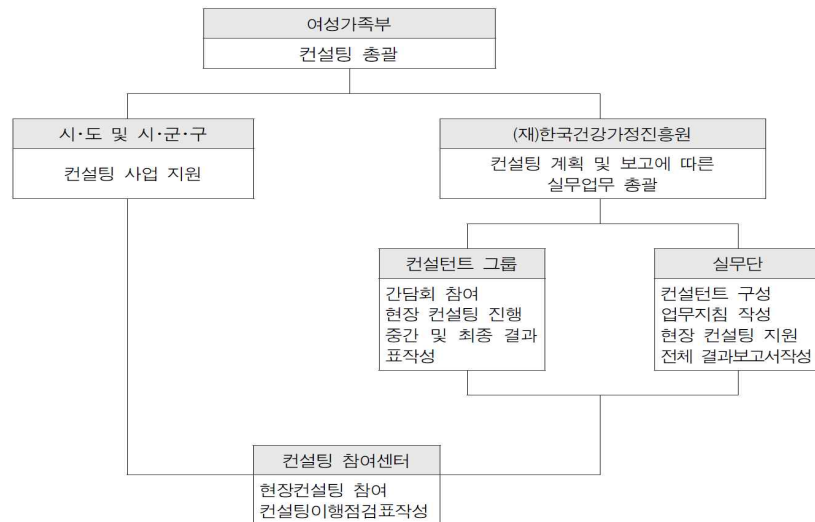 여성가족부
컨설팅 총괄
시·도 및 시·군·구
컨설팅 사업 지원
(재)한국건강가정진흥원
컨설팅 계획 및 보고에 따른
실무업무 총괄
컨설턴트 그룹
간담회 참여
현장 컨설팅 진행
중간 및 최종 결과
표작성
실무단
컨설턴트 구성
업무지침 작성
현장 컨설팅 지원
전체 결과보고서작성
컨설팅 참여센터
현장컨설팅 참여
컨설팅이행점검표작성